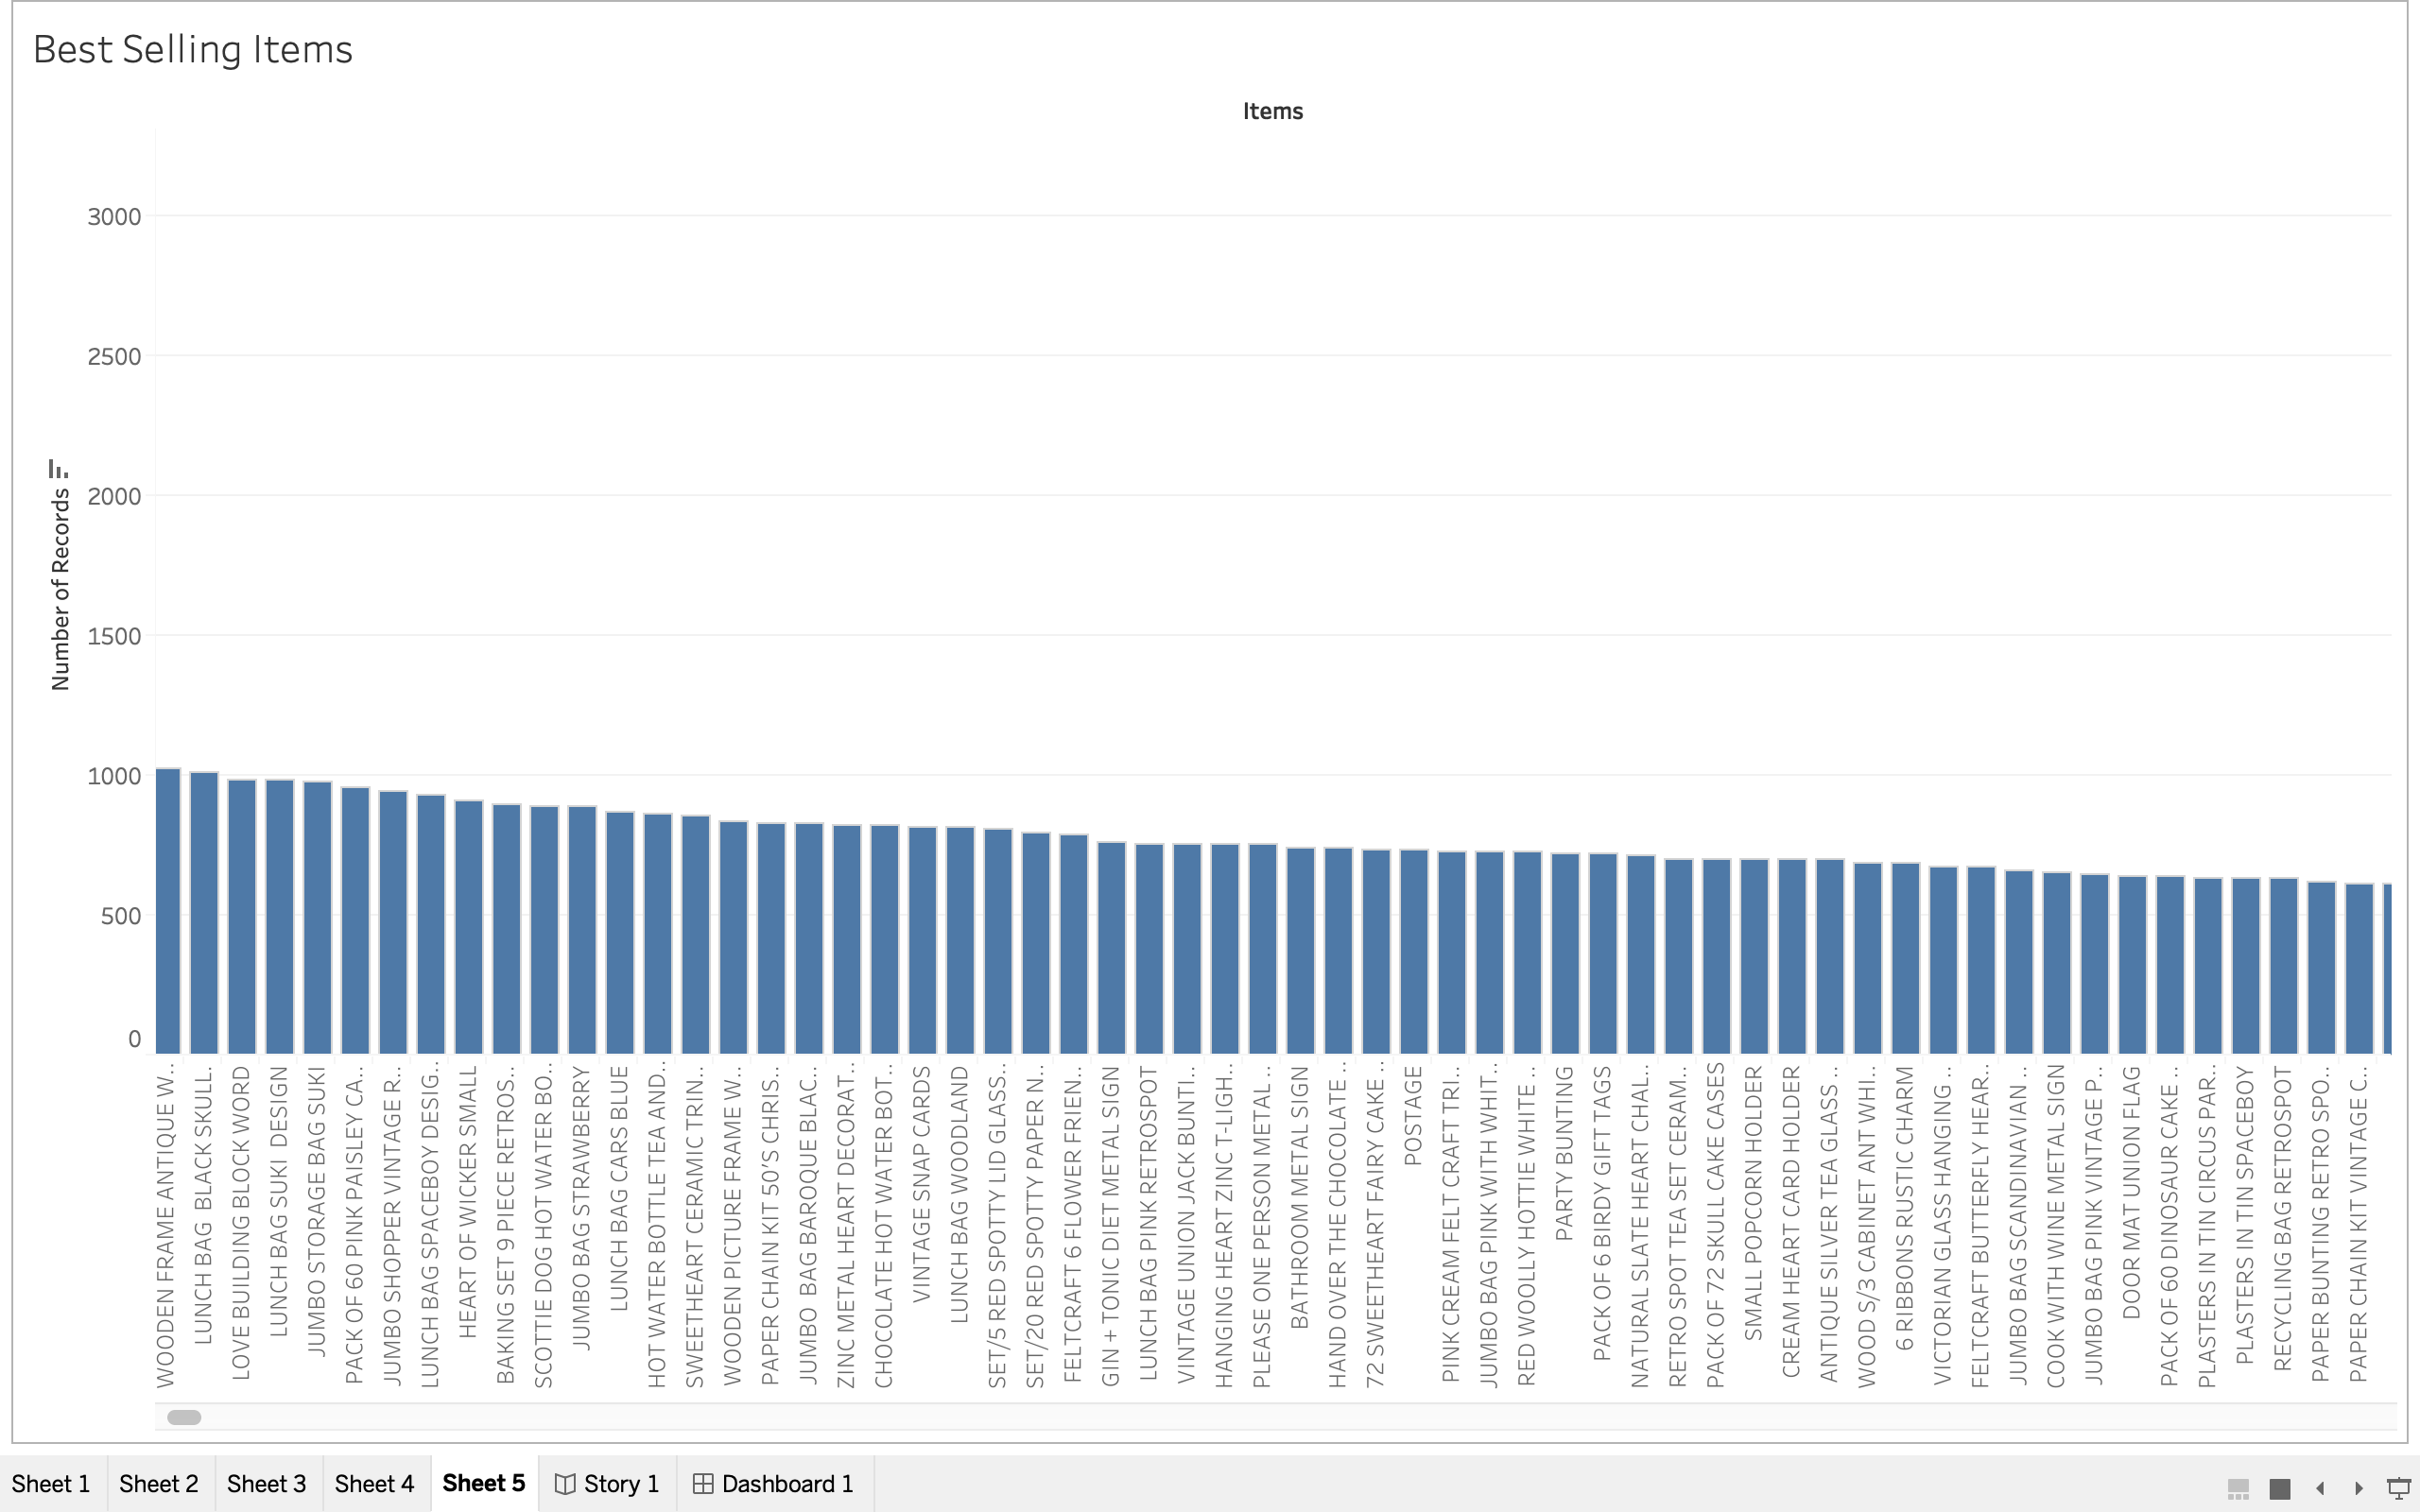 Best Selling Items
Items
3000
2500
2000
1500
1000
500
0
Number of Records
WOODEN FRAME ANTIQUE W..
LUNCH BAG  BLACK SKULL.
LOVE BUILDING BLOCK WORD
LUNCH BAG SUKI  DESIGN
JUMBO STORAGE BAG SUKI
PACK OF 60 PINK PAISLEY CA..
JUMBO SHOPPER VINTAGE R..
LUNCH BAG SPACEBOY DESIG..
HEART OF WICKER SMALL
BAKING SET 9 PIECE RETROS..
SCOTTIE DOG HOT WATER BO..
JUMBO BAG STRAWBERRY
LUNCH BAG CARS BLUE
HOT WATER BOTTLE TEA AND..
SWEETHEART CERAMIC TRIN..
WOODEN PICTURE FRAME W..
PAPER CHAIN KIT 50'S CHRIS..
JUMBO  BAG BAROQUE BLAC..
ZINC METAL HEART DECORAT..
CHOCOLATE HOT WATER BOT..
VINTAGE SNAP CARDS
LUNCH BAG WOODLAND
SET/5 RED SPOTTY LID GLASS..
SET/20 RED SPOTTY PAPER N..
FELTCRAFT 6 FLOWER FRIEN..
GIN + TONIC DIET METAL SIGN
LUNCH BAG PINK RETROSPOT
VINTAGE UNION JACK BUNTI..
HANGING HEART ZINC T-LIGH..
PLEASE ONE PERSON METAL ..
BATHROOM METAL SIGN
HAND OVER THE CHOCOLATE ..
72 SWEETHEART FAIRY CAKE ..
POSTAGE
PINK CREAM FELT CRAFT TRI..
JUMBO BAG PINK WITH WHIT..
RED WOOLLY HOTTIE WHITE ..
PARTY BUNTING
PACK OF 6 BIRDY GIFT TAGS
NATURAL SLATE HEART CHAL..
RETRO SPOT TEA SET CERAM..
PACK OF 72 SKULL CAKE CASES
SMALL POPCORN HOLDER
CREAM HEART CARD HOLDER
ANTIQUE SILVER TEA GLASS ..
WOOD S/3 CABINET ANT WHI..
6 RIBBONS RUSTIC CHARM
VICTORIAN GLASS HANGING ..
FELTCRAFT BUTTERFLY HEAR..
JUMBO BAG SCANDINAVIAN ..
COOK WITH WINE METAL SIGN
JUMBO BAG PINK VINTAGE P..
DOOR MAT UNION FLAG
PACK OF 60 DINOSAUR CAKE ..
PLASTERS IN TIN CIRCUS PAR..
PLASTERS IN TIN SPACEBOY
RECYCLING BAG RETROSPOT
PAPER BUNTING RETRO SPO..
PAPER CHAIN KIT VINTAGE C..
Sheet 1
Sheet 2
Sheet 3
Sheet 4
Sheet 5
Story 1
Dashboard 1